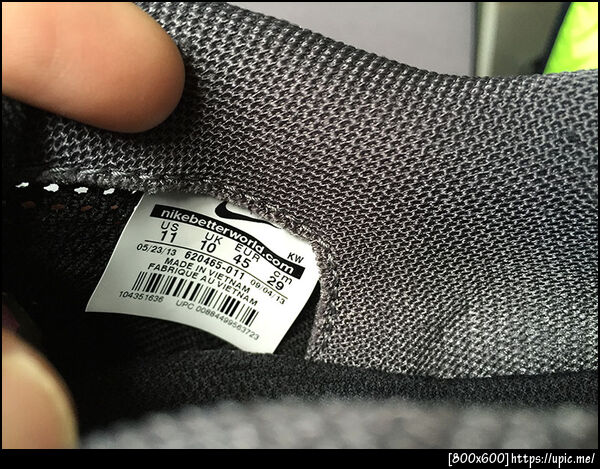 nikebetterworld.com
US UK EUR cm KW
11 10 45 29
05/23/13 620465-011 09/04/13
MADE IN VIETNAM
FABRIQUE AU VIETNAM
104351636 UPC 00884499563723
[800x600]https://upic.me/